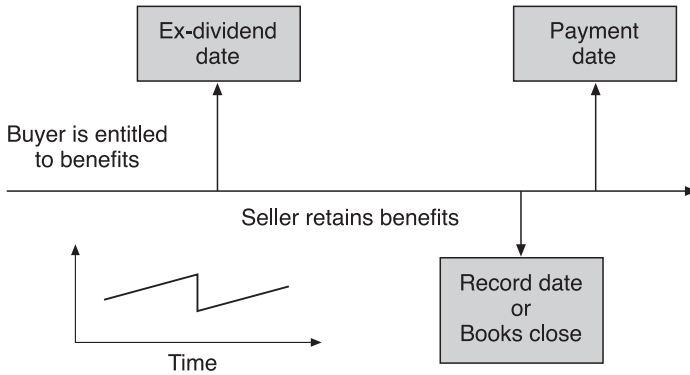 Ex-dividend
date
Payment
date
Buyer is entitled
to benefits
Seller retains benefits
Record date
or
Books close
Time